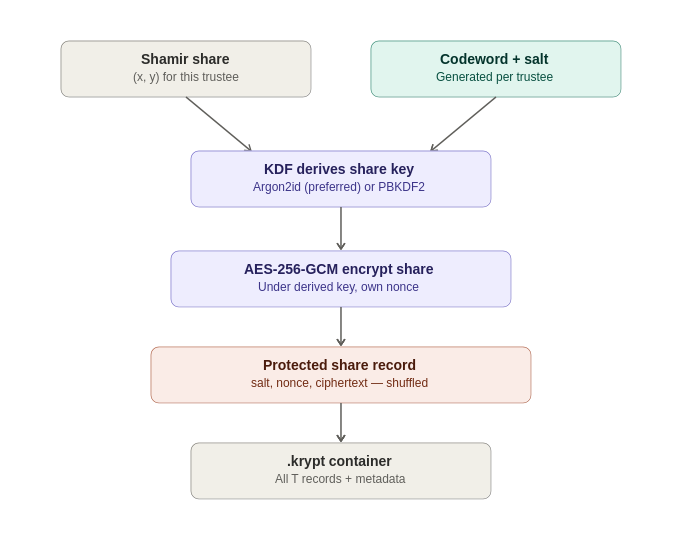 Shamir share
(x, y) for this trustee
Codeword + salt
Generated per trustee
KDF derives share key
Argon2id (preferred) or PBKDF2
AES-256-GCM encrypt share
Under derived key, own nonce
Protected share record
salt, nonce, ciphertext — shuffled
.krypt container
All T records + metadata